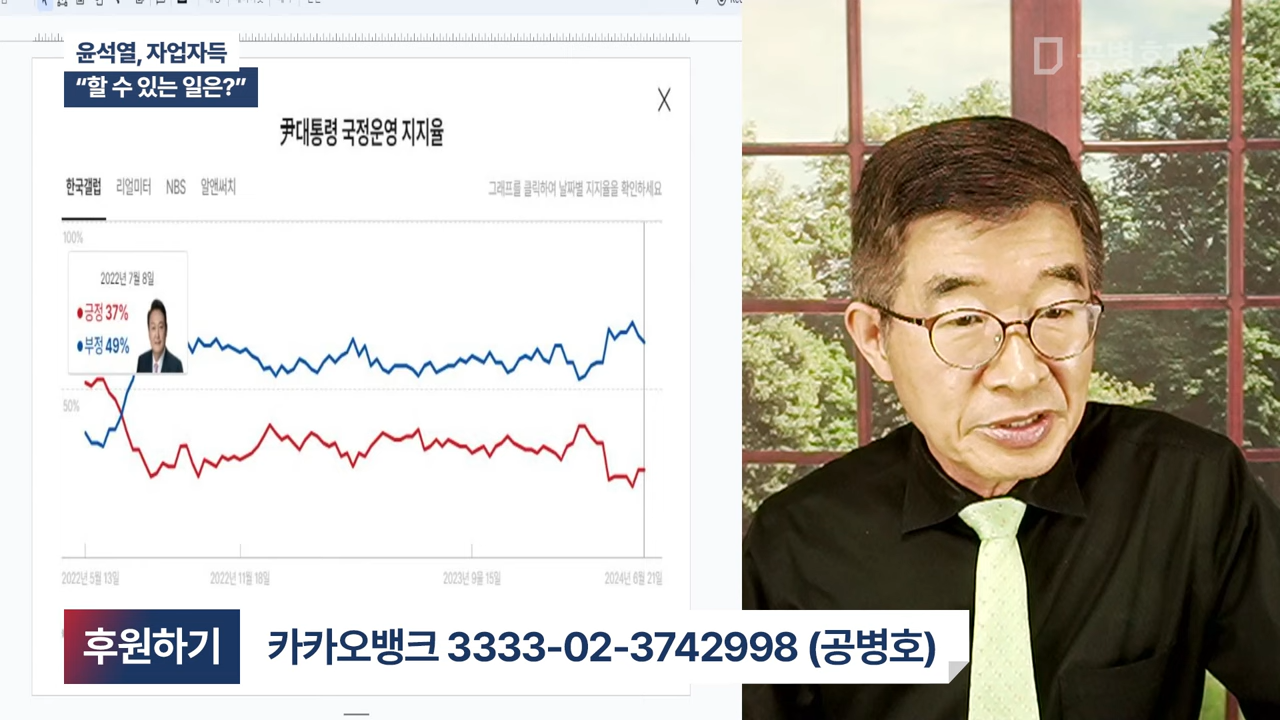 윤석열, 자업자득
“할 수 있는 일은?”
공병호
尹대통령 국정운영 지지율
한국갤럽 리얼미터 NBS 알앤써치
그래프를 클릭하여 날짜별 지지율을 확인하세요
100%
2022년 7월 8일
긍정 37%
부정 49%
50%
2022년 5월 13일 2022년 11월 18일 2023년 9월 15일 2024년 6월 21일
후원하기 카카오뱅크 3333-02-3742998 (공병호)